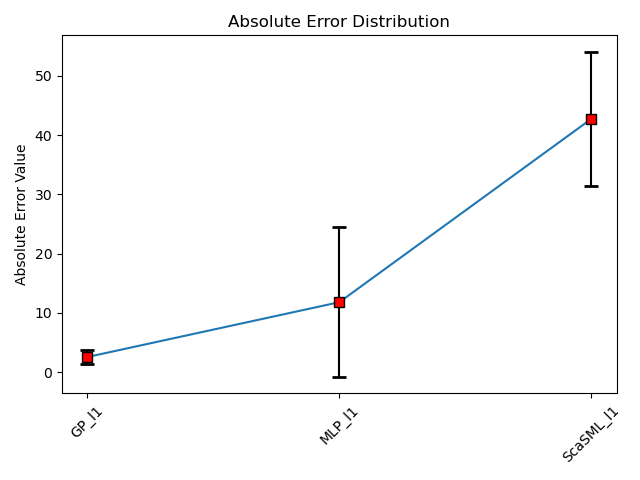 Absolute Error Distribution
Absolute Error Value
50
40
30
20
10
0
GP_l1
MLP_l1
ScaSML_l1